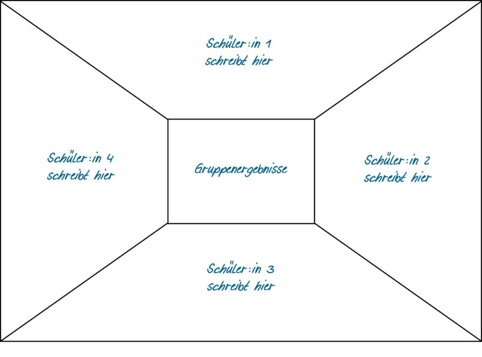 Schüler:in 1
schreibt hier
Schüler:in 4
schreibt hier
Gruppenergebnisse
Schüler:in 2
schreibt hier
Schüler:in 3
schreibt hier